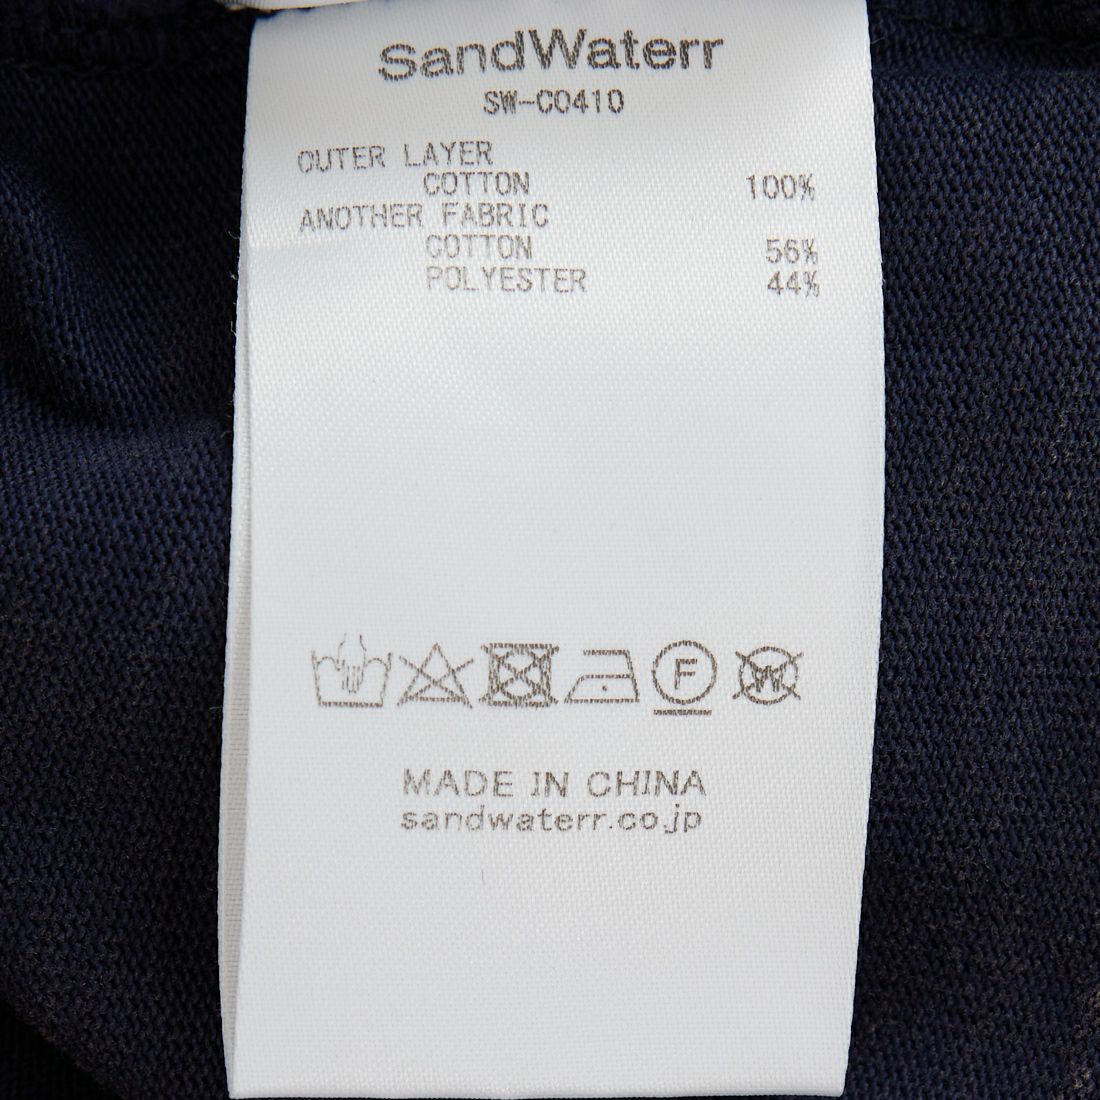 SandWaterr
SW-C0410
OUTER LAYER
COTTON 100%
ANOTHER FABRIC
COTTON 56%
POLYESTER 44%
F W
MADE IN CHINA
sandwaterr.co.jp